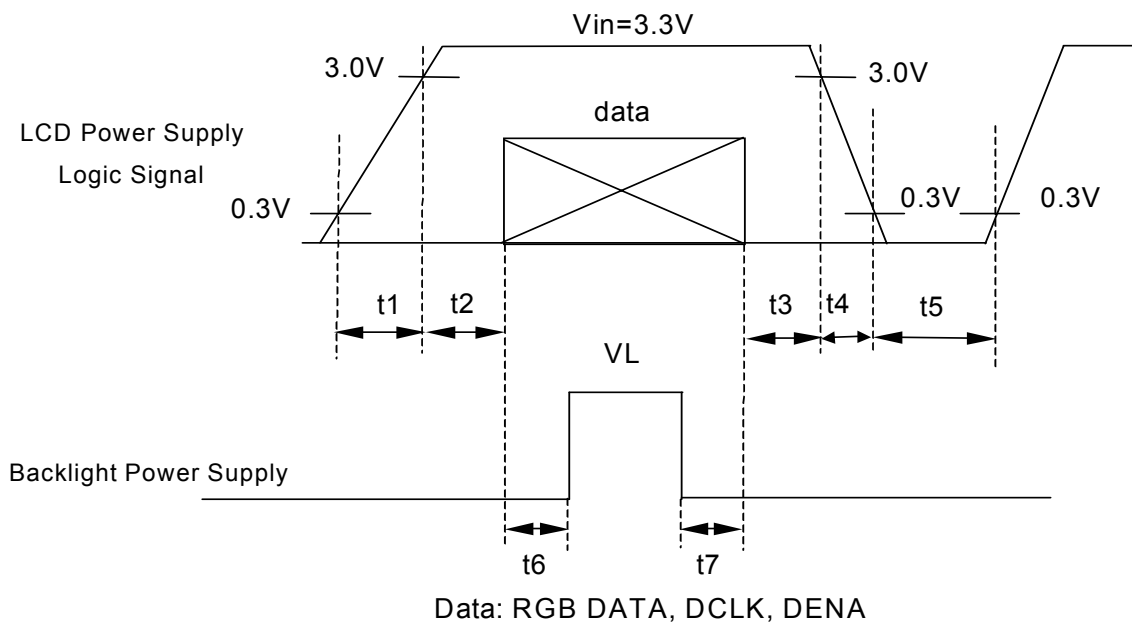 Vin=3.3V
3.0V
3.0V
data
LCD Power Supply
Logic Signal
0.3V
0.3V
0.3V
t1
t2
t3
t4
t5
VL
Backlight Power Supply
t6
t7
Data: RGB DATA, DCLK, DENA